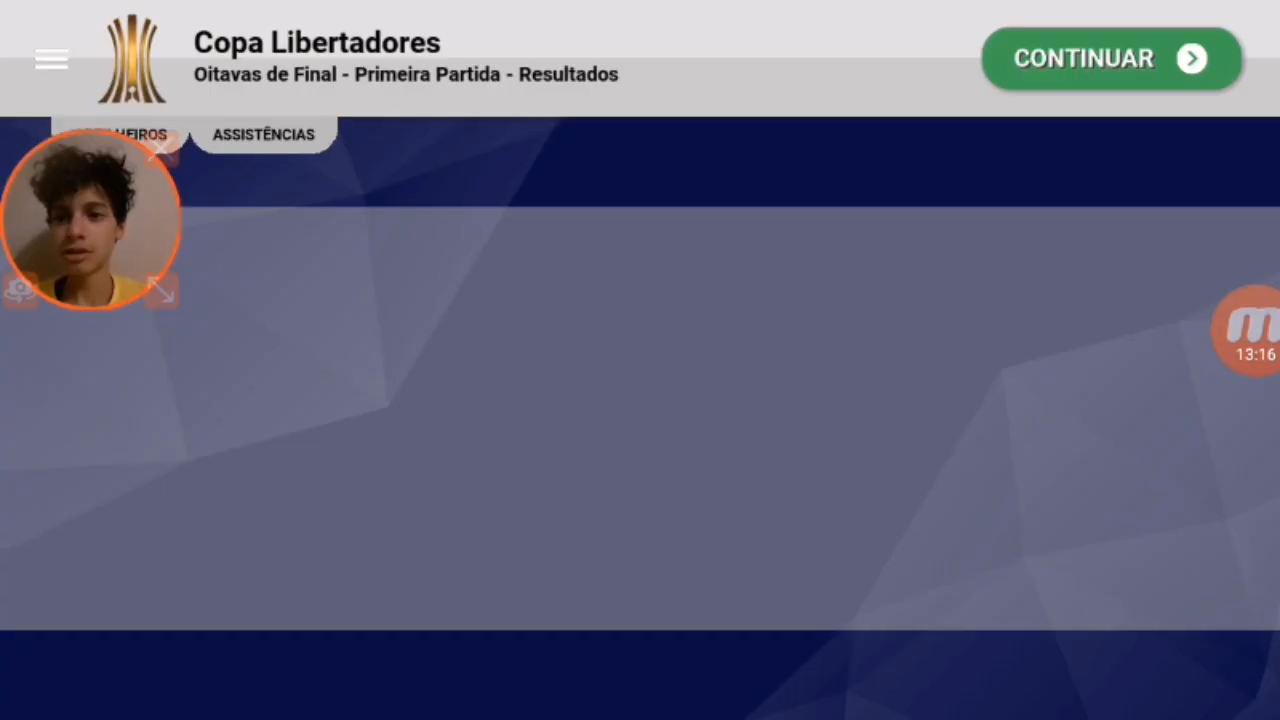 Copa Libertadores
Oitavas de Final - Primeira Partida - Resultados
CONTINUAR
ASSISTÊNCIAS
13:16